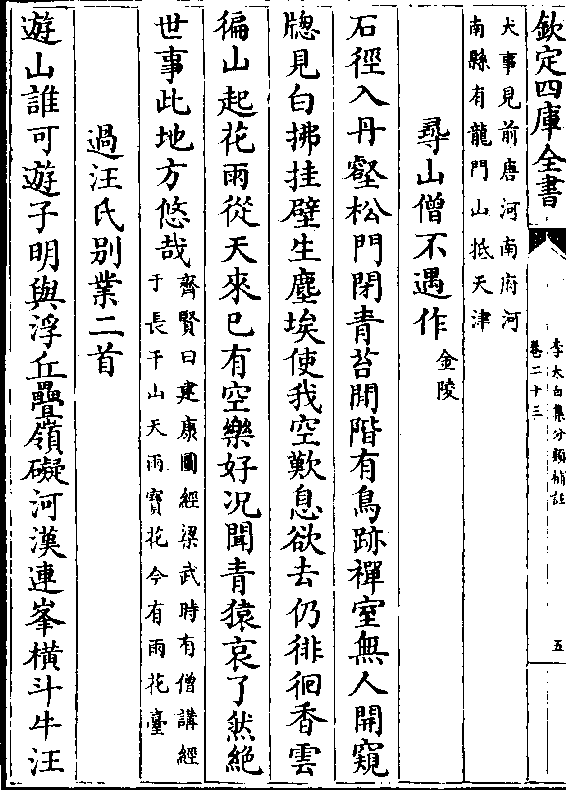 欽定四庫全書
李太白集分類補註
卷二十三
五
犬事見前唐河南府河
南縣有龍門山抵天津
尋山僧不遇作金陵
石徑入丹壑松門閉青苔閒階有鳥跡禪室無人開窺
牕見白拂挂壁生塵埃使我空歎息欲去仍徘徊香雲
徧山起花雨從天來已有空樂好况聞青猿哀了然絶
世事此地方悠哉齊賢曰建康圖經梁武時有僧講經
于長干山天雨寳花今有雨花臺
過汪氏别業二首
遊山誰可遊子明與浮丘疊嶺礙河漢連峯橫斗牛汪